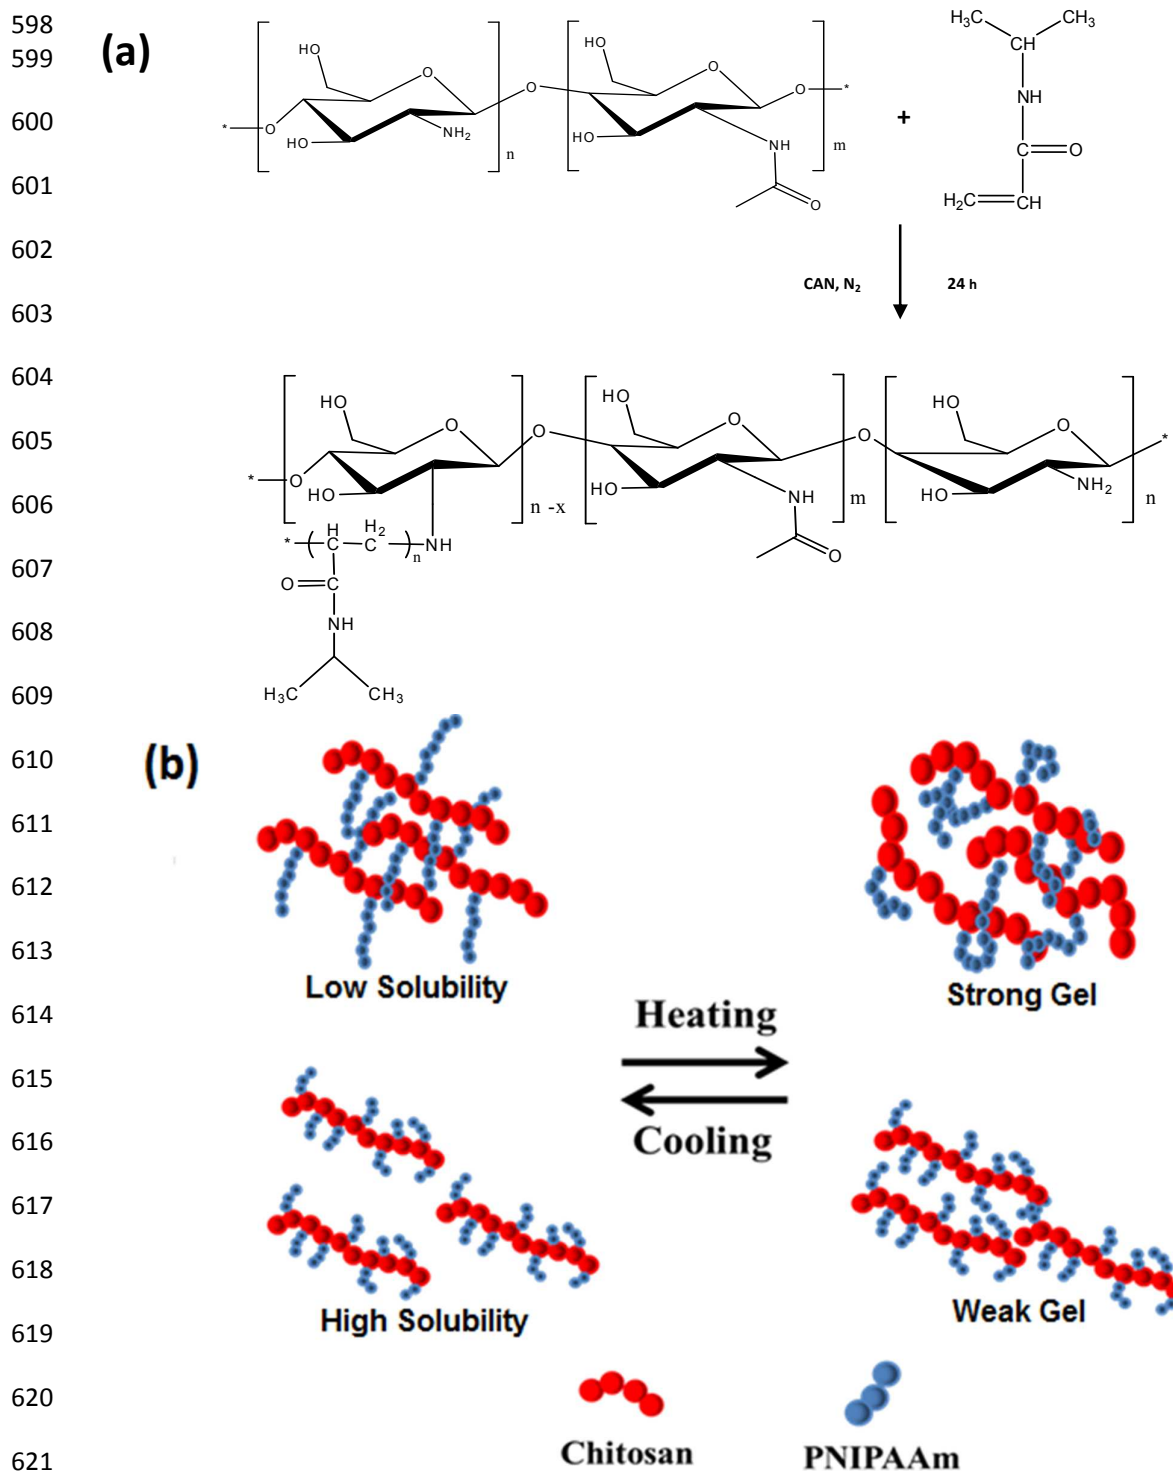 598
599
(a)
HO
O
HO
NH2
n
O
HO
O
HO
NH
O
m
O
*
* O
+
H3C CH3
CH
NH
C O
H2C CH
600
601
602
CAN, N2 24 h
603
604
HO
O
* O
HO
n -x
O
HO
O
HO
NH
O
m
O
HO
O
HO
NH2
n
*
605
606
* ( H C H2 C )n NH
607
O C
608
NH
H3C CH3
609
610
(b)
611
612
613
Low Solubility
Strong Gel
614
Heating
615
Cooling
616
617
618
High Solubility
Weak Gel
619
620
Chitosan
PNIPAAm
621